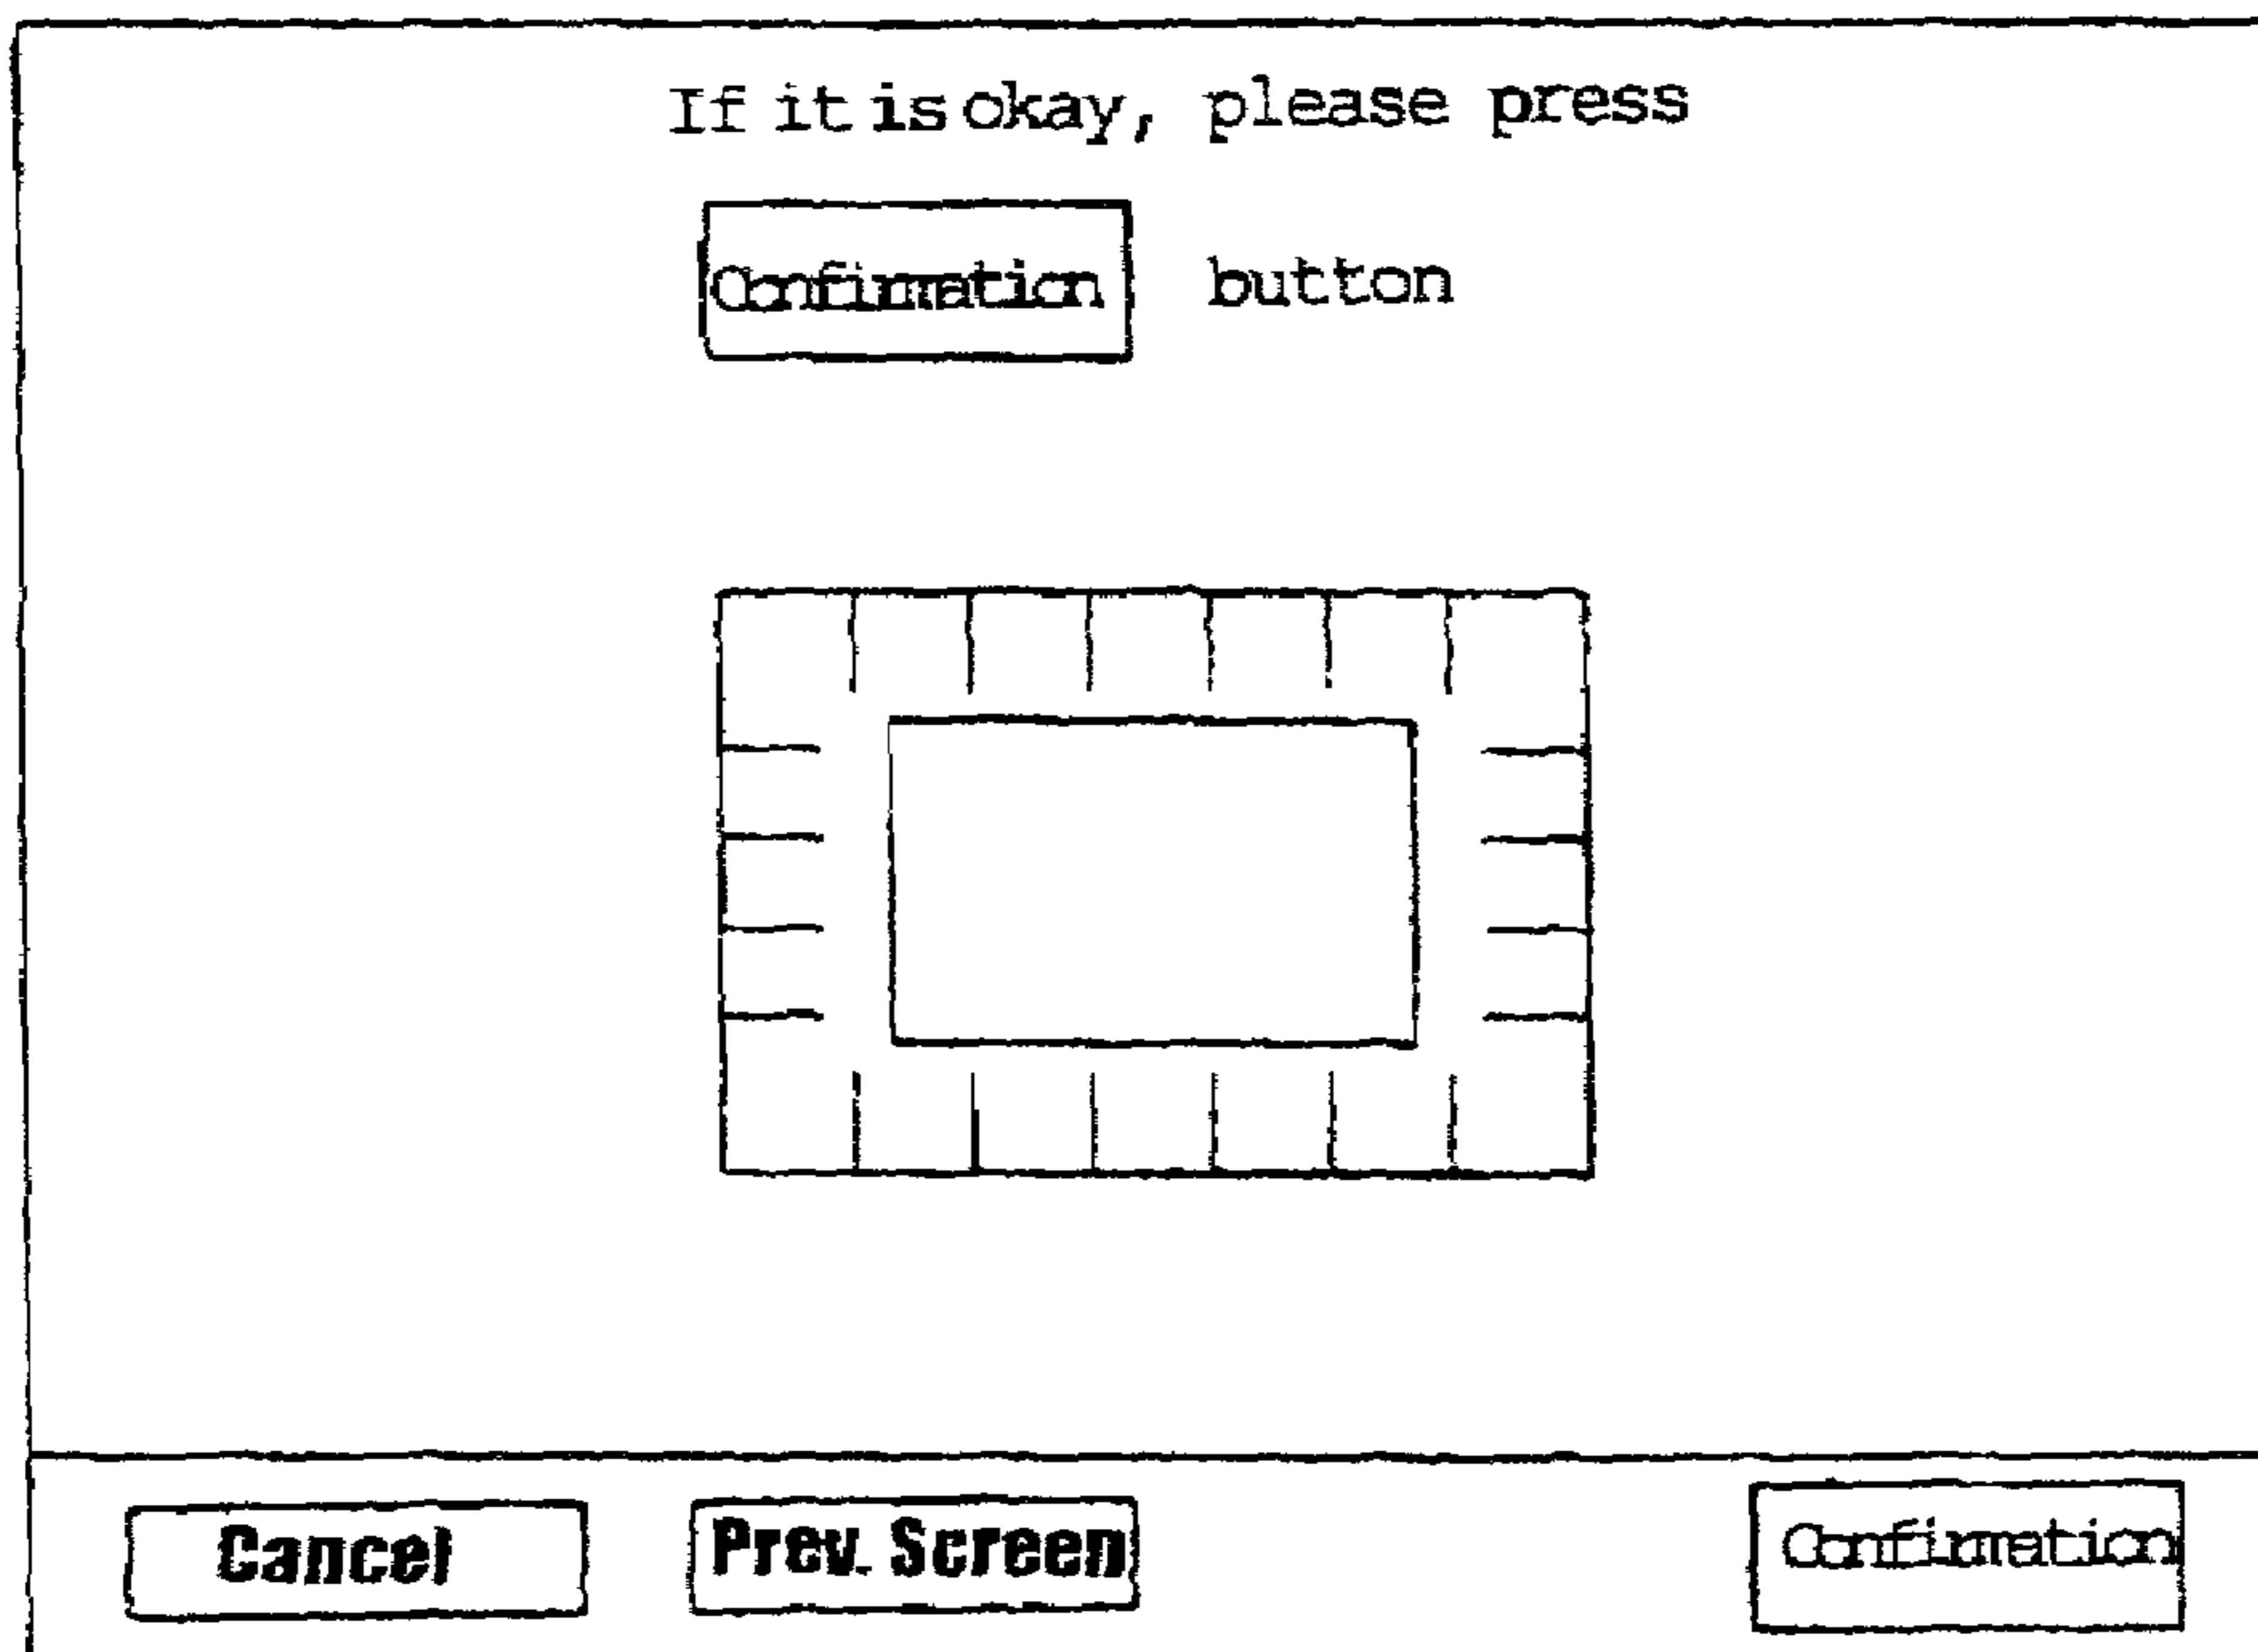 If it is okay, please press
Confirmation button
Cancel Prev. Screen Confirmation